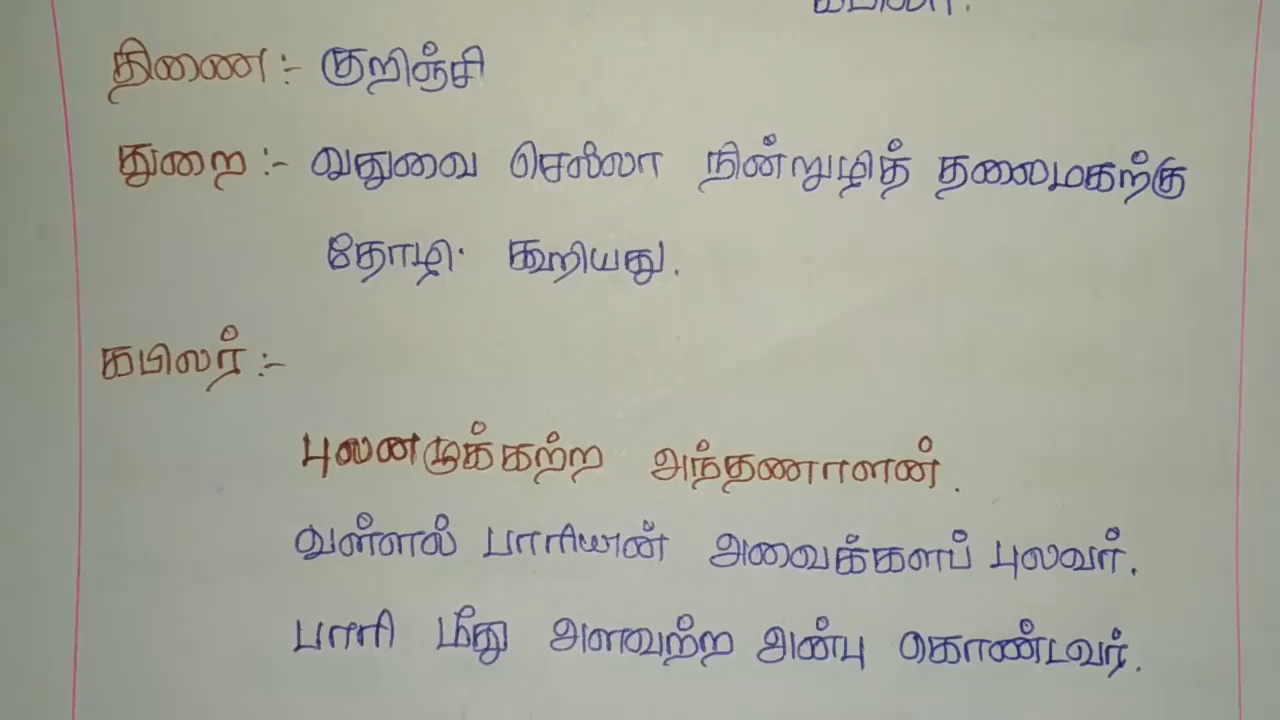 திணை:- குறிஞ்சி
துறை:- வதுவை செல்லா நின்றுழித் தலைமகற்கு
தோழி கூறியது.
கபிலர்:-
புலனழுக்கற்ற அந்தணாளன்.
வள்ளல் பாரியின் அவைக்களப் புலவர்.
பாரி மீது அளவற்ற அன்பு கொண்டவர்.